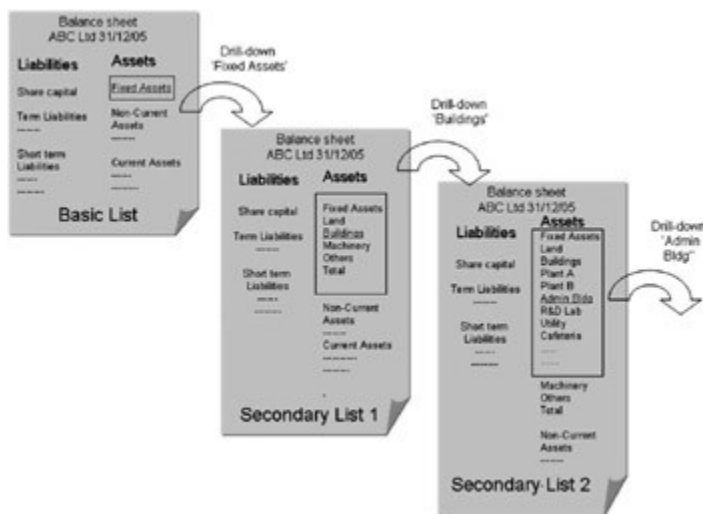 Balance sheet
ABC Ltd 31/12/05
Liabilities
Share capital
Term Liabilities
Short term
Liabilities
Assets
Fixed Assets
Non-Current
Assets
Current Assets
Basic List
Drill-down
'Fixed Assets'
Balance sheet
ABC Ltd 31/12/05
Liabilities
Share capital
Term Liabilities
Short term
Liabilities
Assets
Fixed Assets
Land
Buildings
Machinery
Others
Total
Non-Current
Assets
Current Assets
Secondary List 1
Drill-down
'Buildings'
Balance sheet
ABC Ltd 31/12/05
Liabilities
Share capital
Term Liabilities
Short term
Liabilities
Assets
Fixed Assets
Land
Buildings
Plant A
Plant B
Admin Bldg
R&D Lab
Utility
Cafeteria
Machinery
Others
Total
Non-Current
Assets
Secondary List 2
Drill-down
'Admin
Bldg"